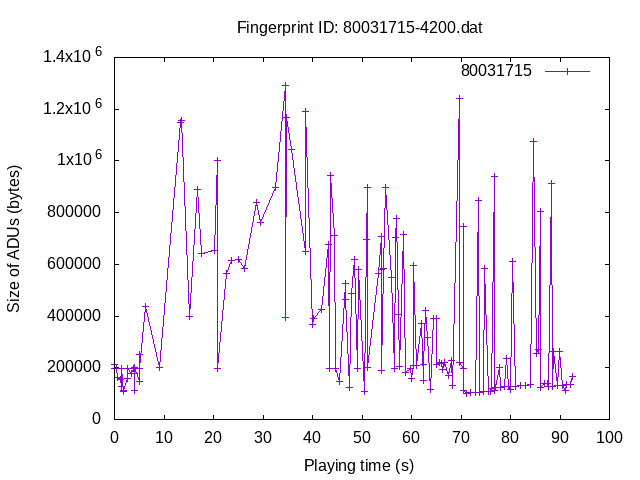 Fingerprint ID: 80031715-4200.dat
80031715
Size of ADUs (bytes)
1.4x10^6
1.2x10^6
1x10^6
800000
600000
400000
200000
0
0 10 20 30 40 50 60 70 80 90 100
Playing time (s)